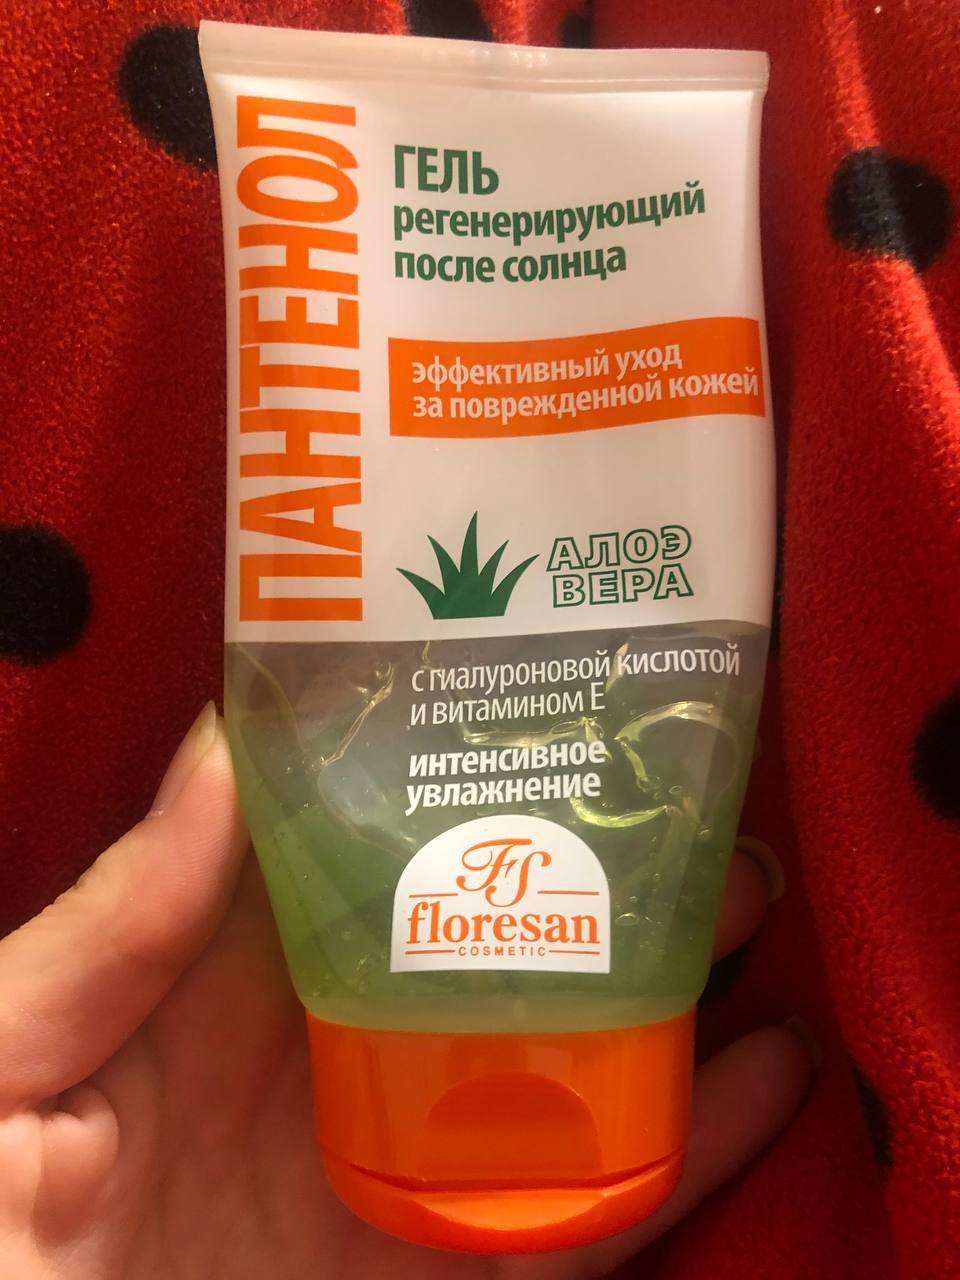 ПАНТЕНОЛ
ГЕЛЬ
регенерирующий
после солнца
эффективный уход
за поврежденной кожей
АЛОЭ
ВЕРА
с гиалуроновой кислотой
и витамином Е
интенсивное
увлажнение
FS
floresan
COSMETIC